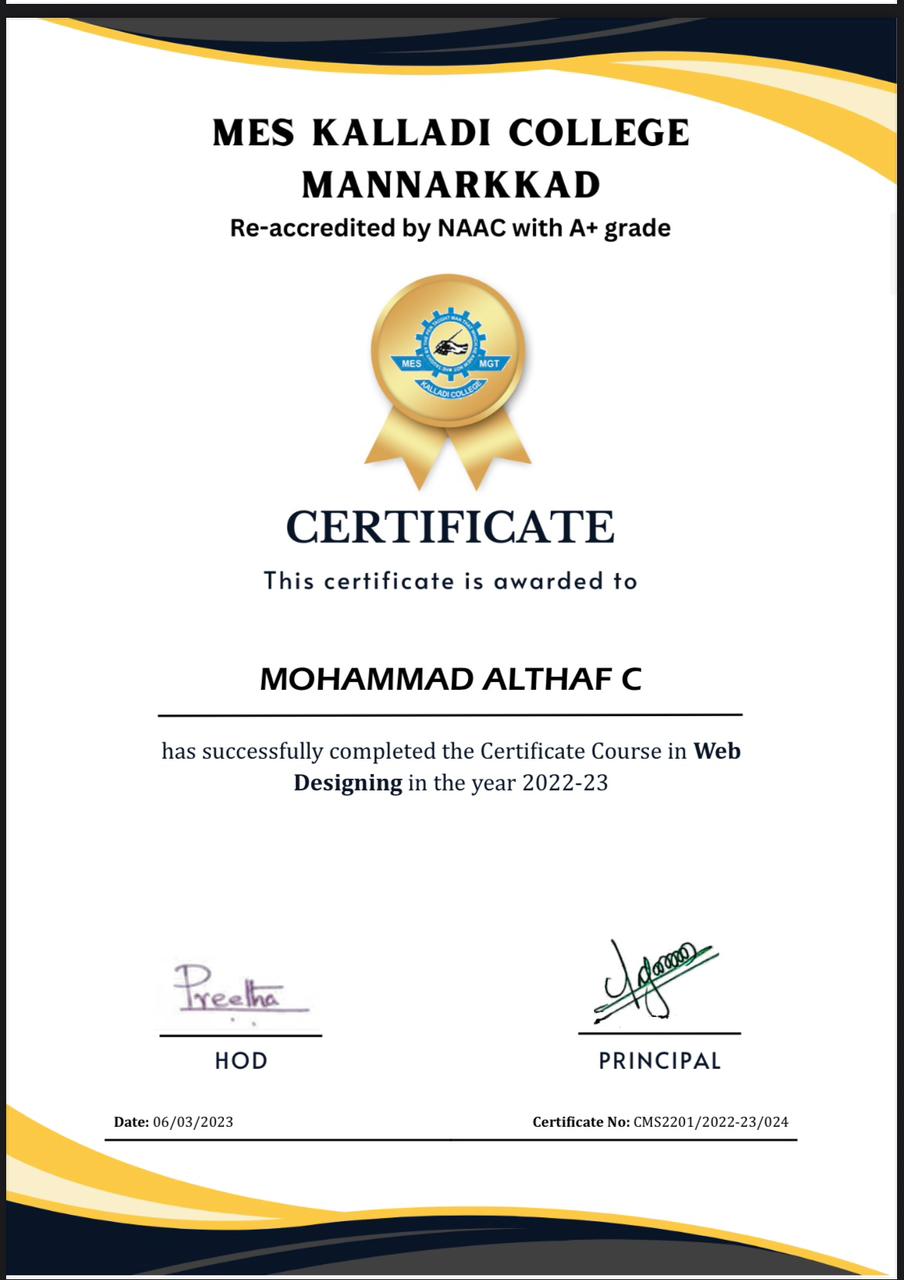 MES KALLADI COLLEGE
MANNARKKAD
Re-accredited by NAAC with A+ grade
MES MGT
KALLADI COLLEGE
CERTIFICATE
This certificate is awarded to
MOHAMMAD ALTHAF C
has successfully completed the Certificate Course in Web
Designing in the year 2022-23
Preetha
HOD
PRINCIPAL
Date: 06/03/2023
Certificate No: CMS2201/2022-23/024